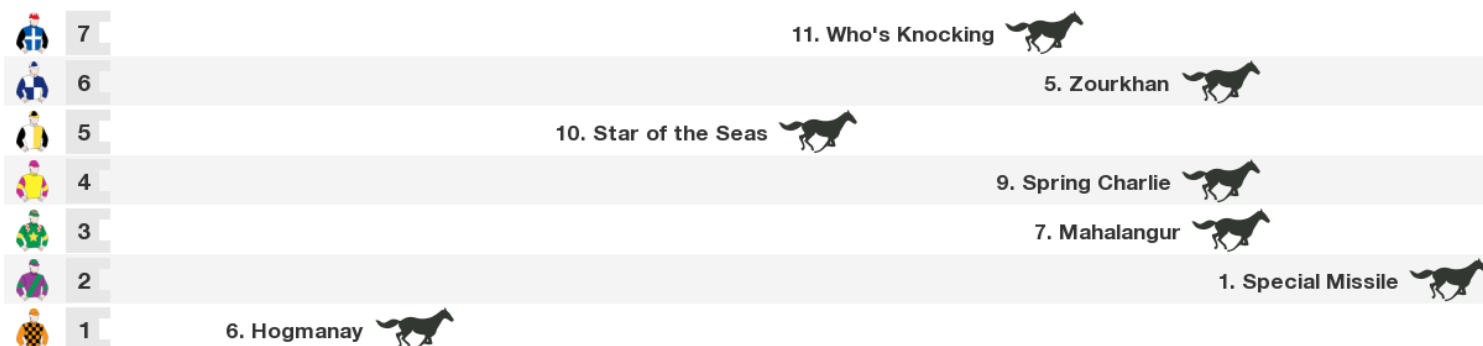 7 11. Who's Knocking
6 5. Zourkhan
5 10. Star of the Seas
4 9. Spring Charlie
3 7. Mahalangur
2 1. Special Missile
1 6. Hogmanay